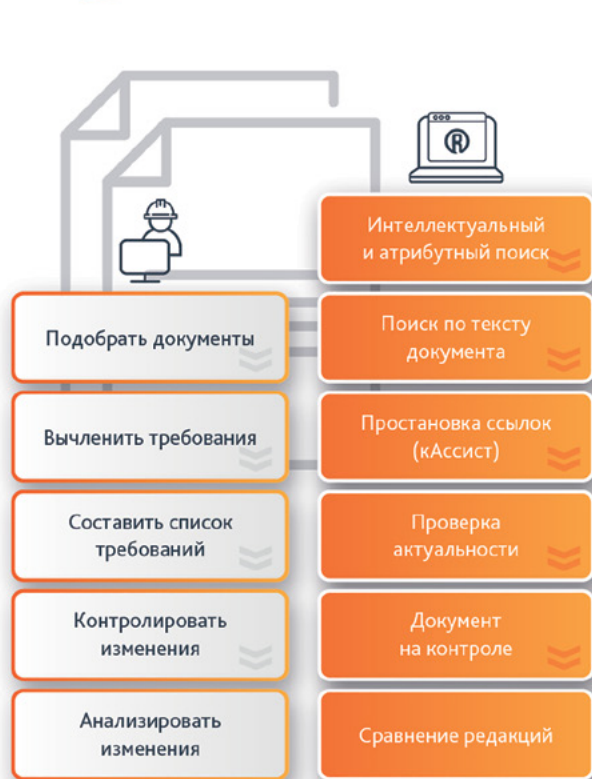 ®
Интеллектуальный
и атрибутный поиск
Подобрать документы
Поиск по тексту
документа
Вычленить требования
Простановка ссылок
(кАссист)
Составить список
требований
Проверка
актуальности
Контролировать
изменения
Документ
на контроле
Анализировать
изменения
Сравнение редакций